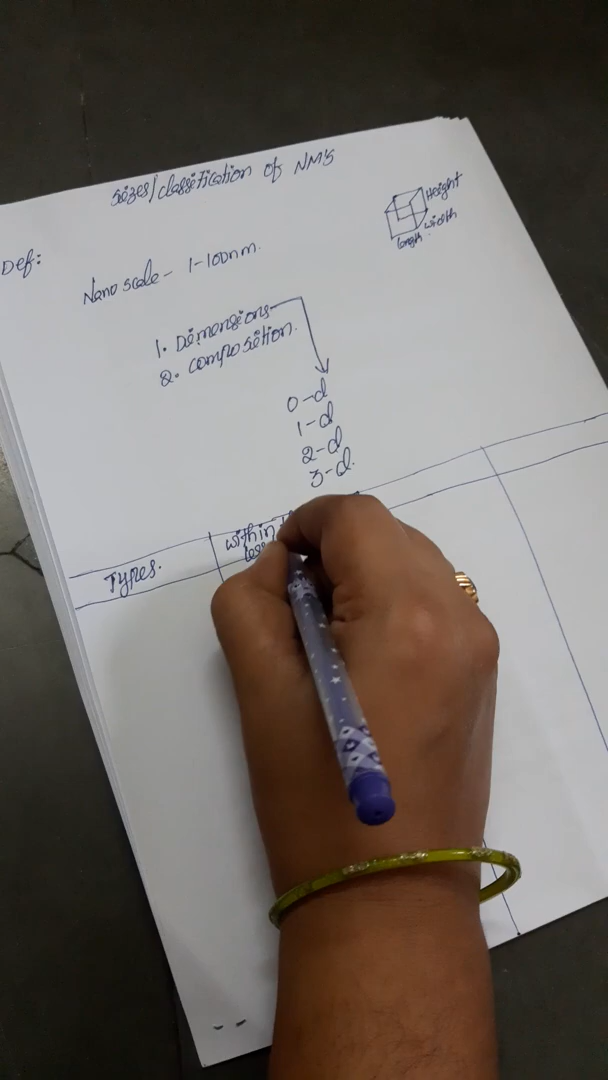 sizes/classification of NM's
Height
width
length
Def:
Nano scale - 1-100nm.
1. Dimensions
2. composition.
0-d
1-d
2-d
3-d.
Types.
within